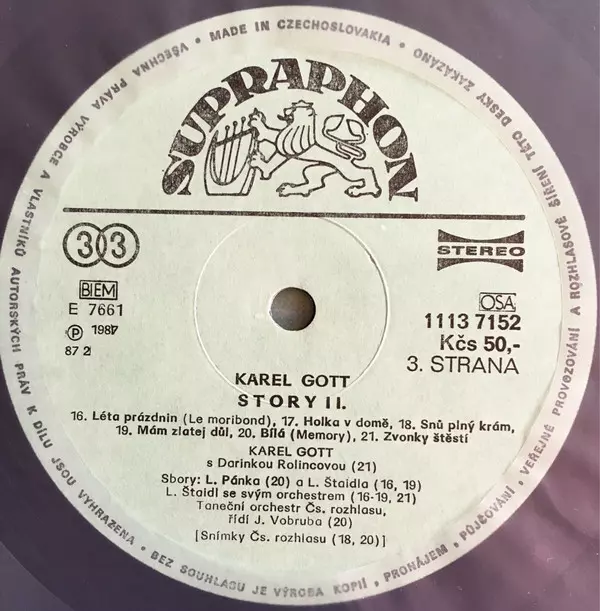 VŠECHNA PRÁVA VÝROBCE A VLASTNÍKŮ AUTORSKÝCH PRÁV K DÍLU JSOU VYHRAŽENA • BEZ SOUHLASU JE VÝROBA KOPIÍ, PRONÁJEM, PŮJČOVÁNÍ, VEŘEJNÉ PROVOZOVÁNÍ A ROZHLASOVÉ ŠÍŘENÍ TÉTO DESKY ZAKÁZÁNO • MADE IN CZECHOSLOVAKIA •
SUPRAPHON
33
STEREO
BIEM
E 7661
℗ 1987
87 2
OSA
1113 7152
Kčs 50,-
3. STRANA
KAREL GOTT
STORY II.
16. Léta prázdnin (Le moribond), 17. Holka v domě, 18. Snů plný krám,
19. Mám zlatej důl, 20. Bílá (Memory), 21. Zvonky štěstí
KAREL GOTT
s Darinkou Rolincovou (21)
Sbory: L. Pánka (20) a L. Štaidla (16, 19)
L. Štaidl se svým orchestrem (16-19, 21)
Taneční orchestr Čs. rozhlasu,
řídí J. Vobruba (20)
[Snímky Čs. rozhlasu (18, 20)]